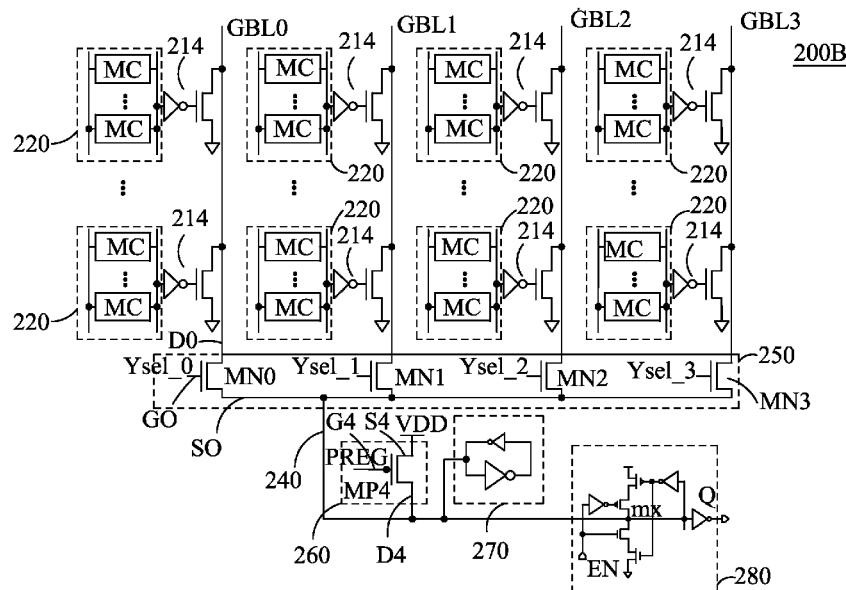 GBL0 GBL1 GBL2 GBL3
200B
214 214 214 214
MC MC MC MC
MC MC MC MC
220 220 220 220
220 220 220
214 214 214 214
MC MC MC MC
MC MC MC MC
220
D0
Ysel_0 Ysel_1 Ysel_2 Ysel_3 250
MN0 MN1 MN2 MN3
GO
SO
G4 S4 VDD
240 PREG
MP4
mx Q
260 D4 270 EN
280